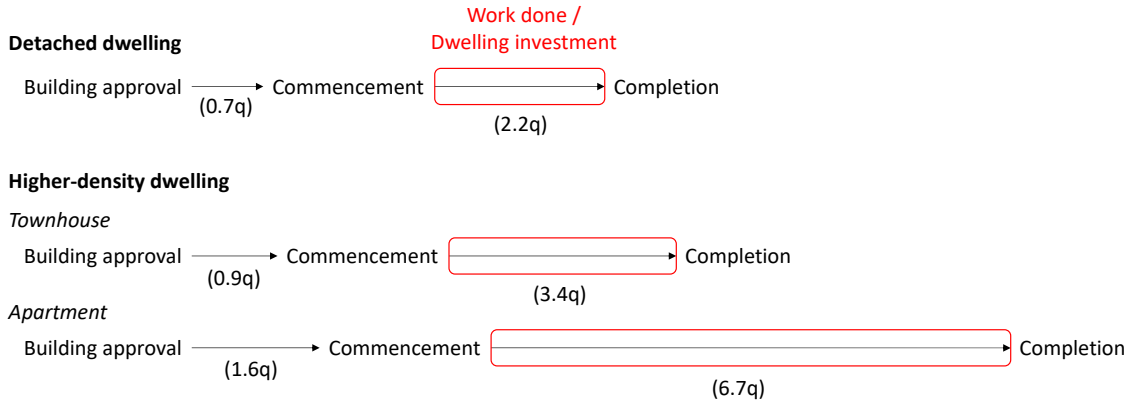 Work done /
Detached dwelling
Dwelling investment
Building approval Commencement Completion
(0.7q)
(2.2q)
Higher-density dwelling
Townhouse
Building approval Commencement Completion
(0.9q)
(3.4q)
Apartment
Building approval Commencement Completion
(1.6q)
(6.7q)